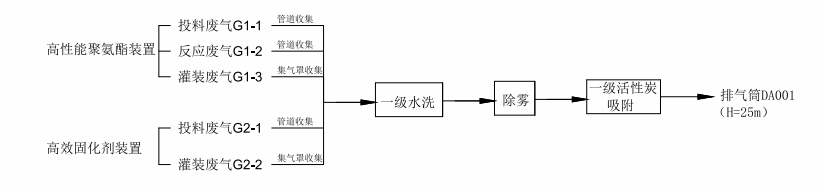 高性能聚氨酯装置
投料废气G1-1 管道收集
反应废气G1-2 管道收集
灌装废气G1-3 集气罩收集
高效固化剂装置
投料废气G2-1 管道收集
灌装废气G2-2 集气罩收集
一级水洗
除雾
一级活性炭
吸附
排气筒DA001
（H=25m）